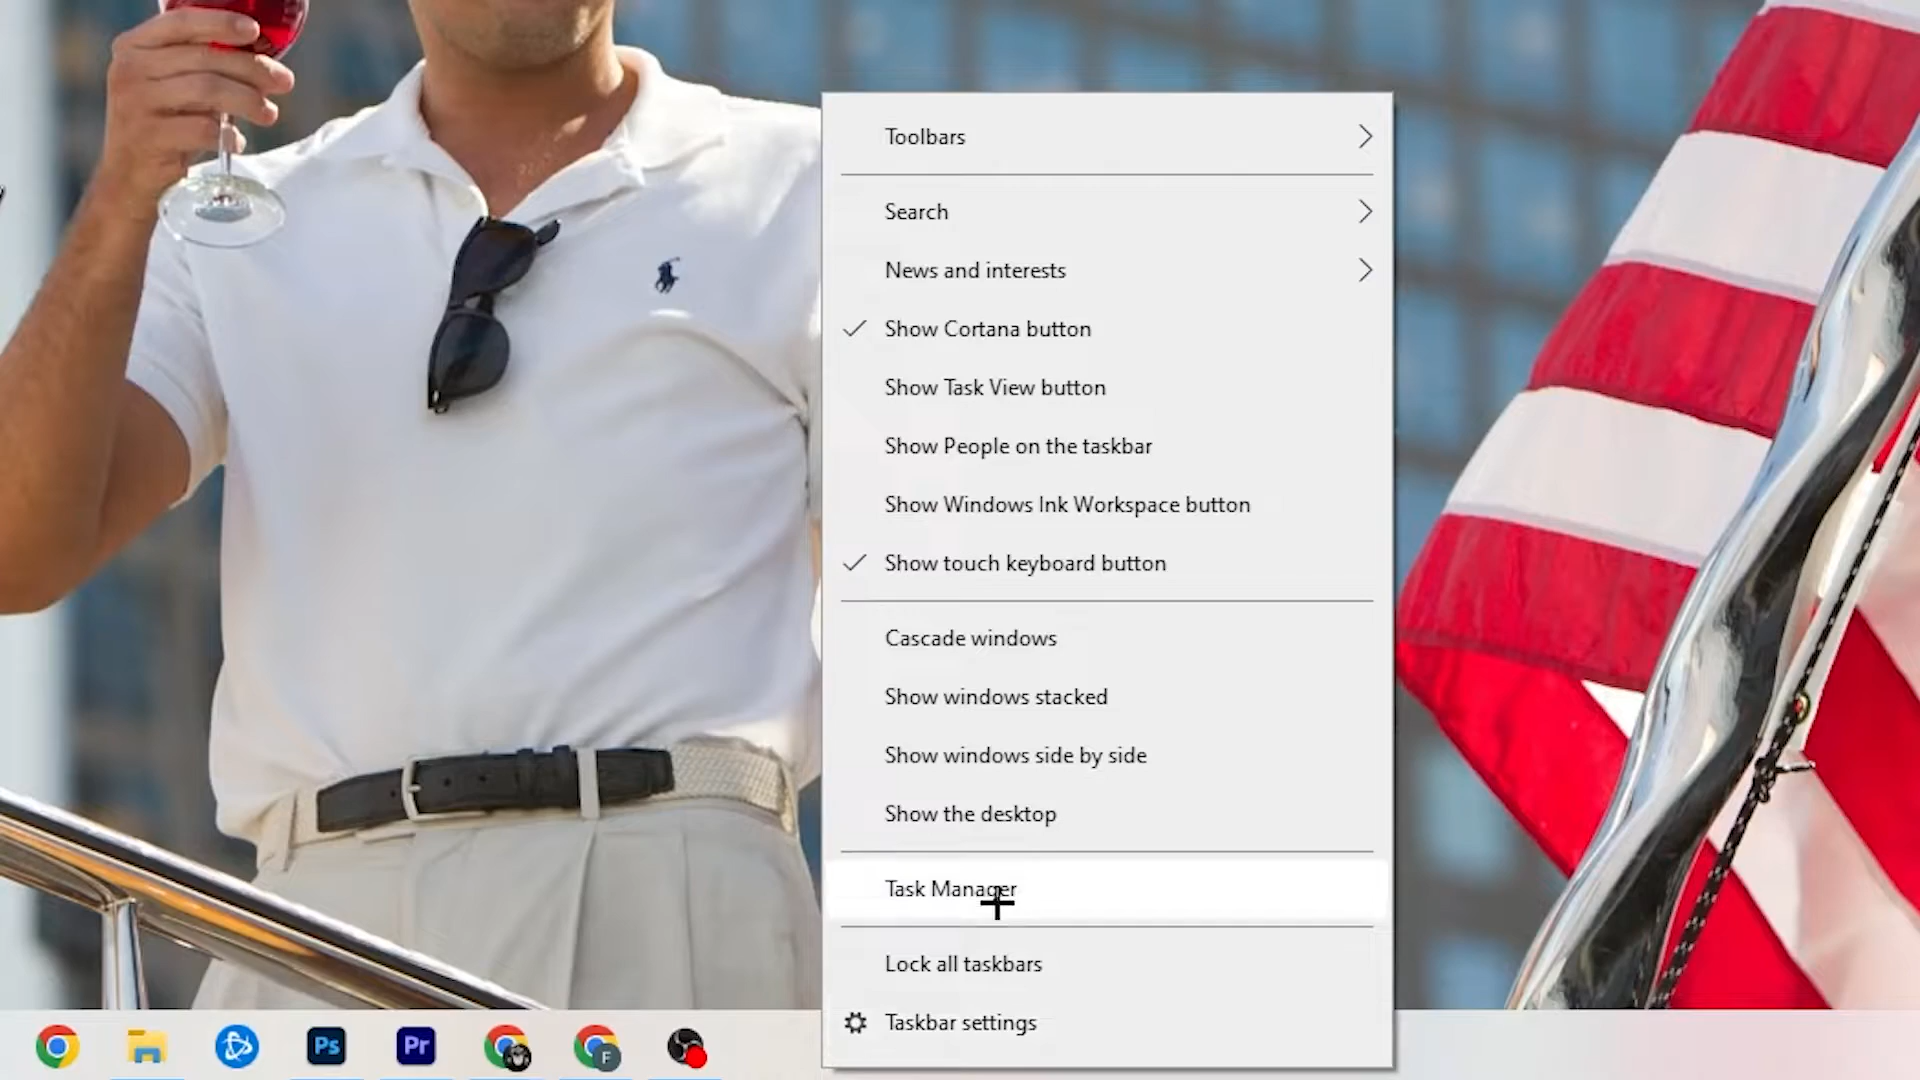 Toolbars
Search
News and interests
Show Cortana button
Show Task View button
Show People on the taskbar
Show Windows Ink Workspace button
Show touch keyboard button
Cascade windows
Show windows stacked
Show windows side by side
Show the desktop
Task Manager
Lock all taskbars
Taskbar settings
Ps
Pr
F